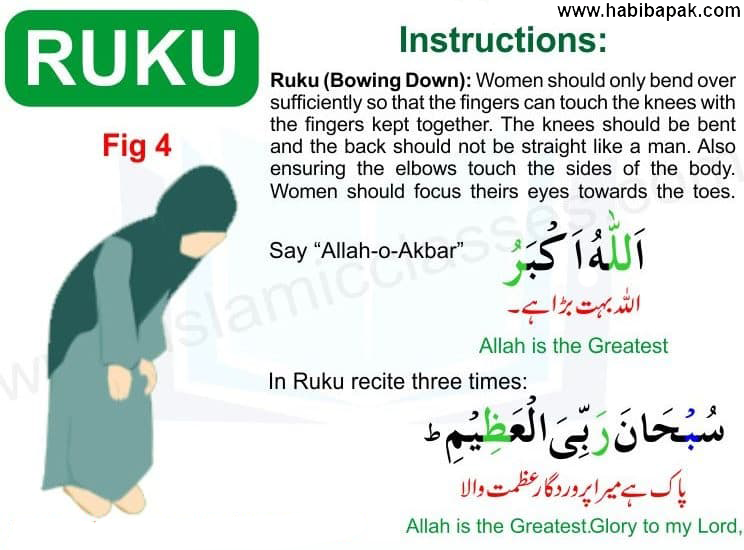 www.habibapak.com
RUKU
Instructions:
Ruku (Bowing Down): Women should only bend over
sufficiently so that the fingers can touch the knees with
the fingers kept together. The knees should be bent
and the back should not be straight like a man. Also
ensuring the elbows touch the sides of the body.
Women should focus theirs eyes towards the toes.
Fig 4
Say “Allah-o-Akbar”
اَللّٰهُ اَكْبَرُ
اللہ بہت بڑا ہے۔
Allah is the Greatest
In Ruku recite three times:
سُبْحَانَ رَبِّیَ الْعَظِیْمِ ط
پاک ہے میرا پروردگار عظمت والا
Allah is the Greatest.Glory to my Lord,